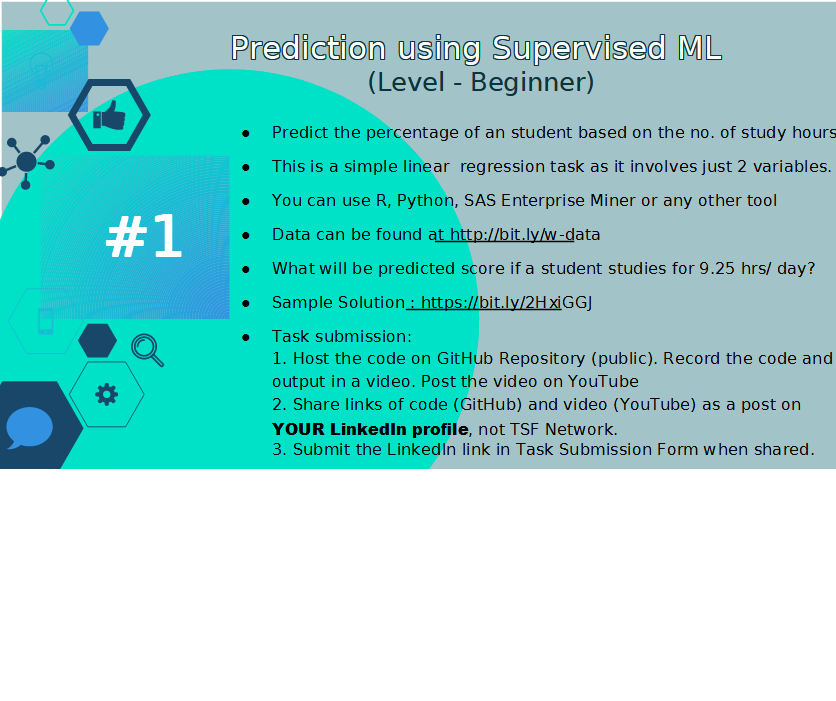 Prediction using Supervised ML
(Level - Beginner)
#1
● Predict the percentage of an student based on the no. of study hours
● This is a simple linear regression task as it involves just 2 variables.
● You can use R, Python, SAS Enterprise Miner or any other tool
● Data can be found at http://bit.ly/w-data
● What will be predicted score if a student studies for 9.25 hrs/ day?
● Sample Solution : https://bit.ly/2HxiGGJ
● Task submission:
1. Host the code on GitHub Repository (public). Record the code and
output in a video. Post the video on YouTube
2. Share links of code (GitHub) and video (YouTube) as a post on
YOUR LinkedIn profile, not TSF Network.
3. Submit the LinkedIn link in Task Submission Form when shared.